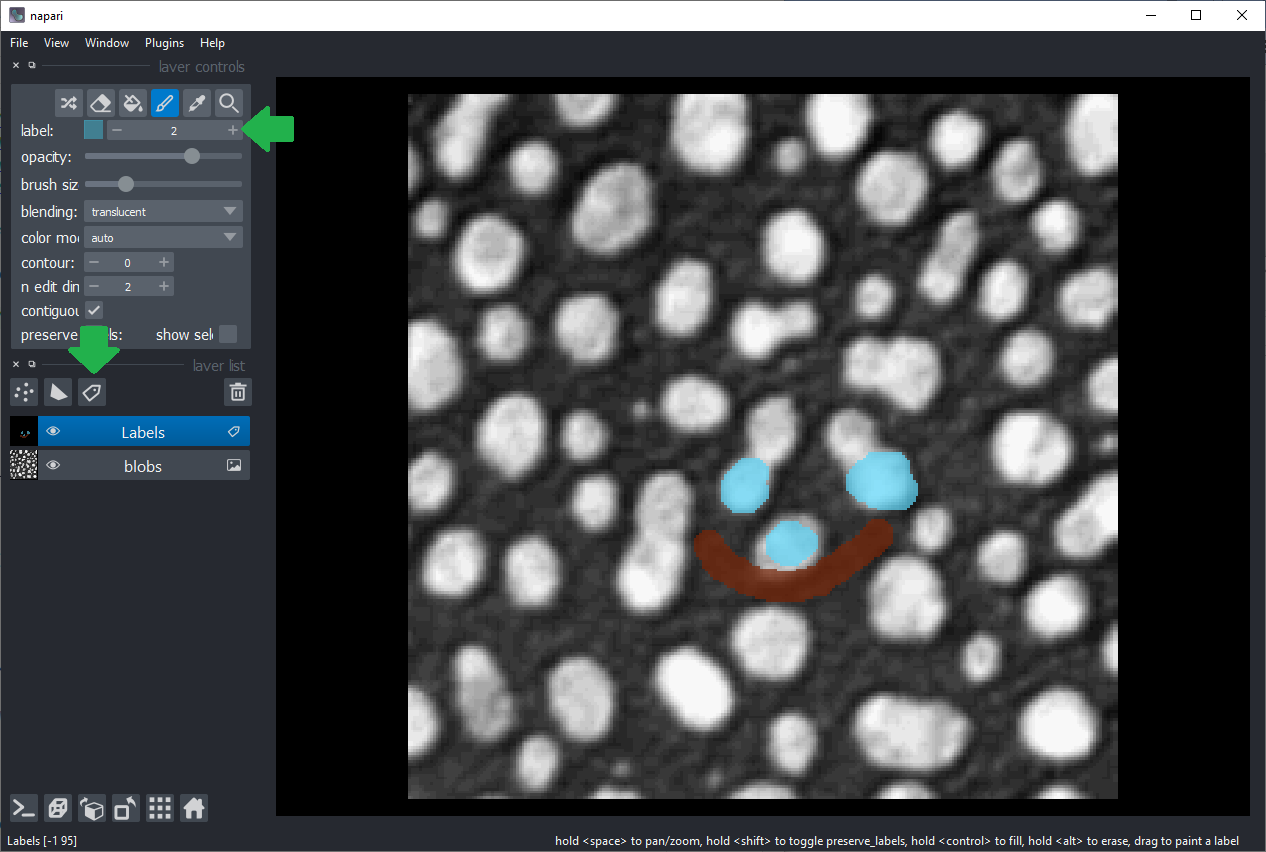 napari
File View Window Plugins Help
layer controls
label: 2
opacity:
brush siz
blending: translucent
color mo auto
contour: 0
n edit din 2
contiguou
preserve ls: show sel
layer list
Labels
blobs
Labels [-1 95]
hold <space> to pan/zoom, hold <shift> to toggle preserve_labels, hold <control> to fill, hold <alt> to erase, drag to paint a label